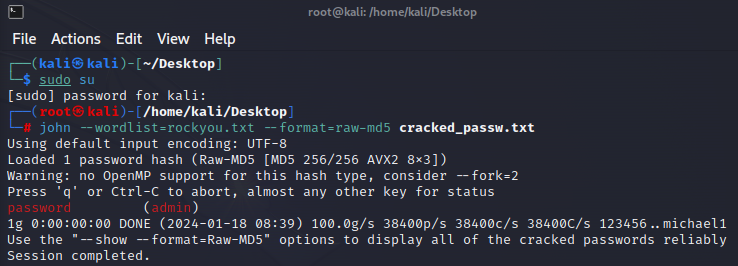 root@kali: /home/kali/Desktop
File Actions Edit View Help
┌──(kali㉿kali)-[~/Desktop]
└─$ sudo su
[sudo] password for kali:
┌──(root㉿kali)-[/home/kali/Desktop]
└─# john --wordlist=rockyou.txt --format=raw-md5 cracked_passw.txt
Using default input encoding: UTF-8
Loaded 1 password hash (Raw-MD5 [MD5 256/256 AVX2 8×3])
Warning: no OpenMP support for this hash type, consider --fork=2
Press 'q' or Ctrl-C to abort, almost any other key for status
password (admin)
1g 0:00:00:00 DONE (2024-01-18 08:39) 100.0g/s 38400p/s 38400c/s 38400C/s 123456..michael1
Use the "--show --format=Raw-MD5" options to display all of the cracked passwords reliably
Session completed.